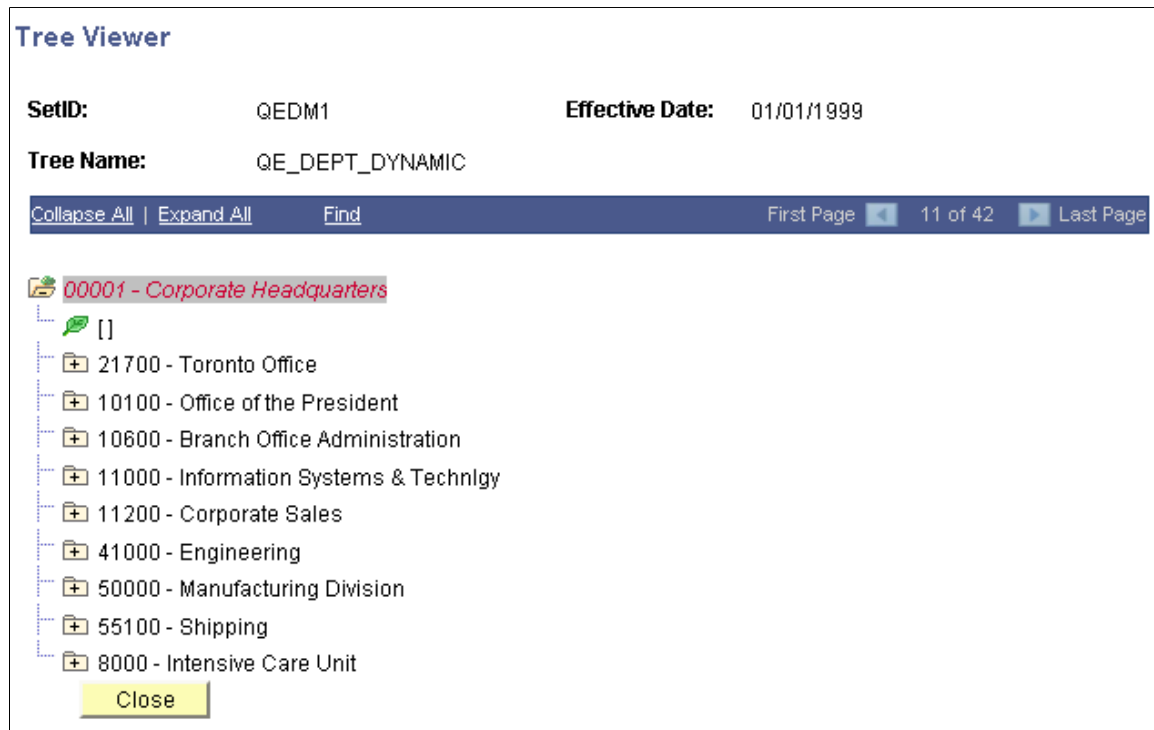 Tree Viewer
SetID: QEDM1 Effective Date: 01/01/1999
Tree Name: QE_DEPT_DYNAMIC
Collapse All | Expand All Find First Page 11 of 42 Last Page
00001 - Corporate Headquarters
[]
21700 - Toronto Office
10100 - Office of the President
10600 - Branch Office Administration
11000 - Information Systems & Technlgy
11200 - Corporate Sales
41000 - Engineering
50000 - Manufacturing Division
55100 - Shipping
8000 - Intensive Care Unit
Close